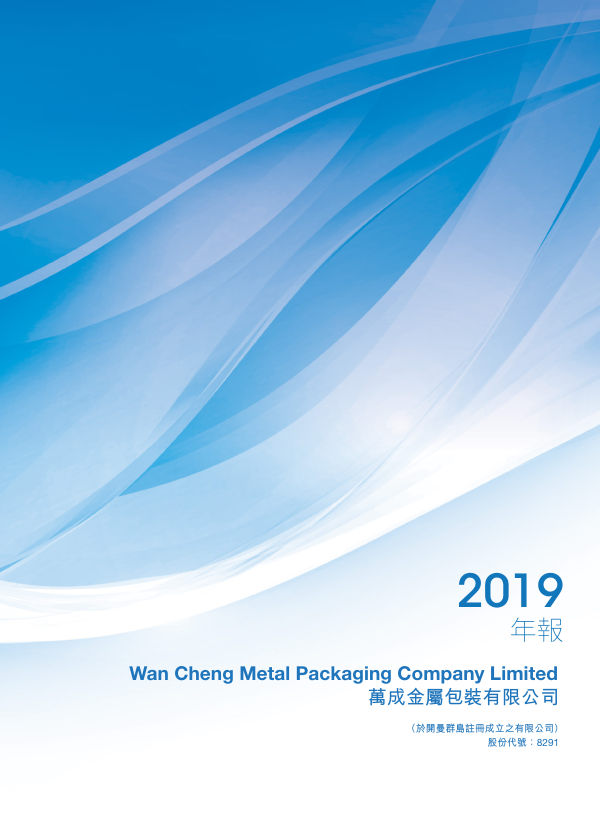 2019
年報
Wan Cheng Metal Packaging Company Limited
萬成金屬包裝有限公司
（於開曼群島註冊成立之有限公司）
股份代號：8291